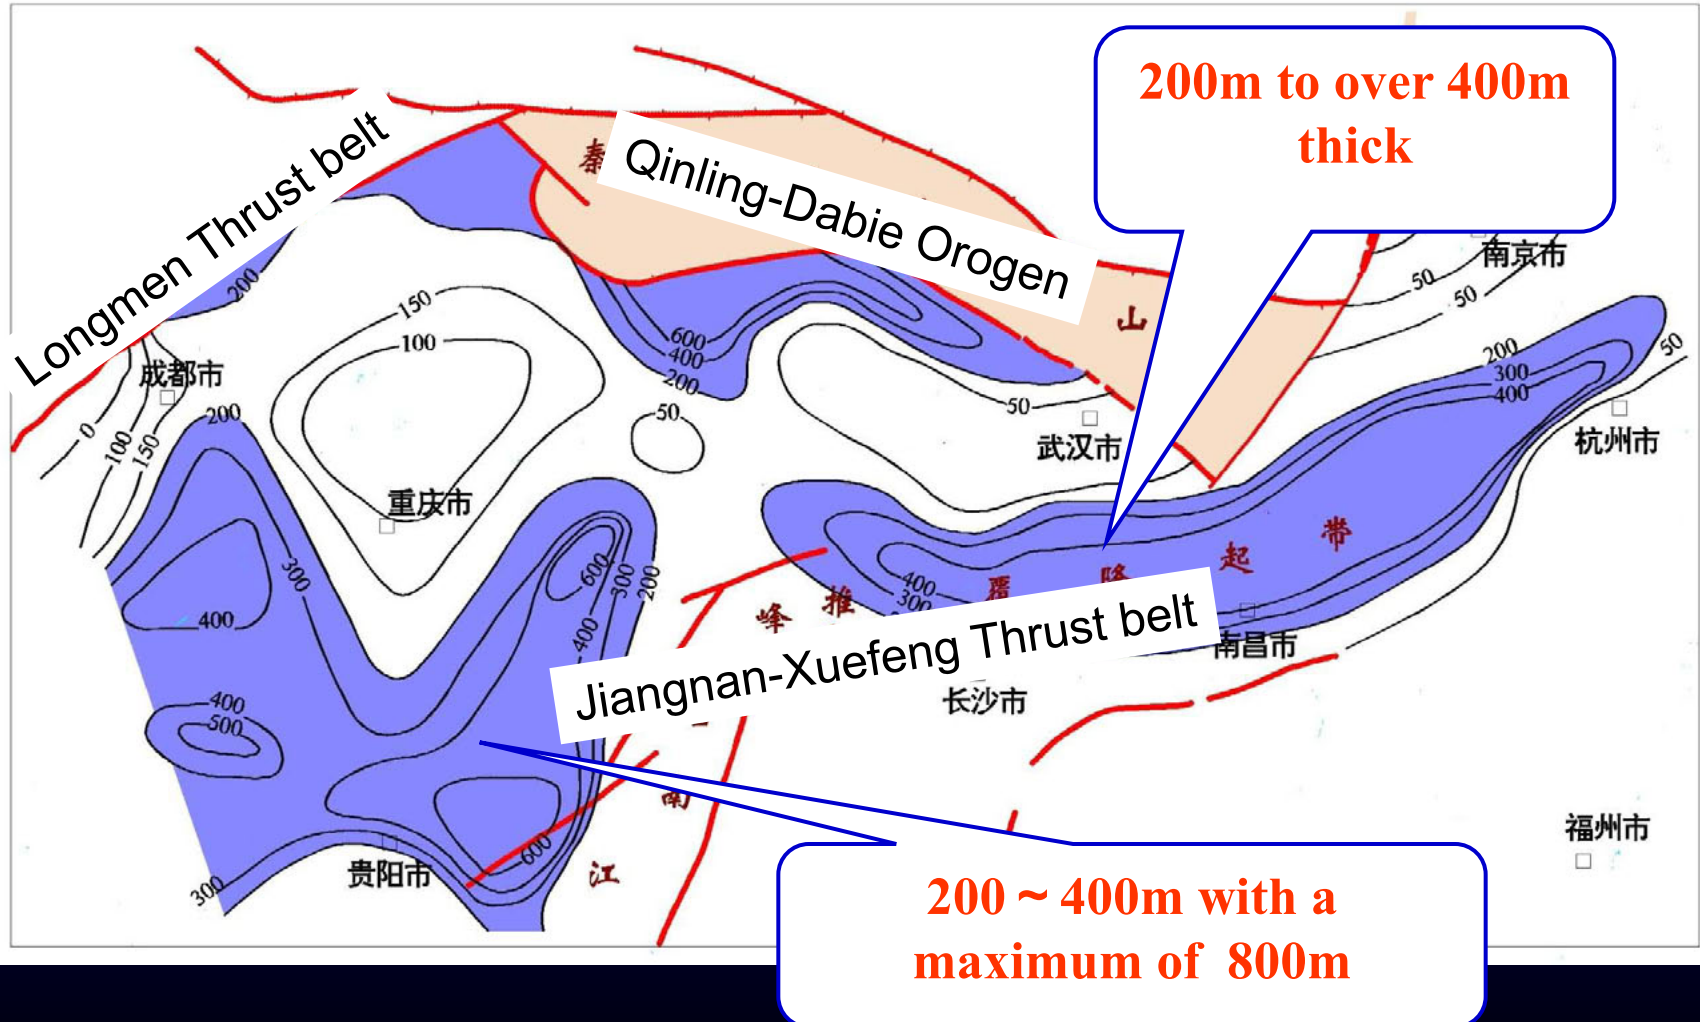 200m to over 400m
thick
Longmen Thrust belt
秦
Qinling-Dabie Orogen
山
南京市
50
50
200
150
100
600
400
200
50
50
200
300
400
50
成都市
0
100
150
200
武汉市
杭州市
重庆市
300
400
600
300
200
400
400
300
峰
推
覆
隆
起
带
Jiangnan-Xuefeng Thrust belt
南昌市
长沙市
400
500
南
江
600
贵阳市
300
福州市
200～400m with a
maximum of 800m